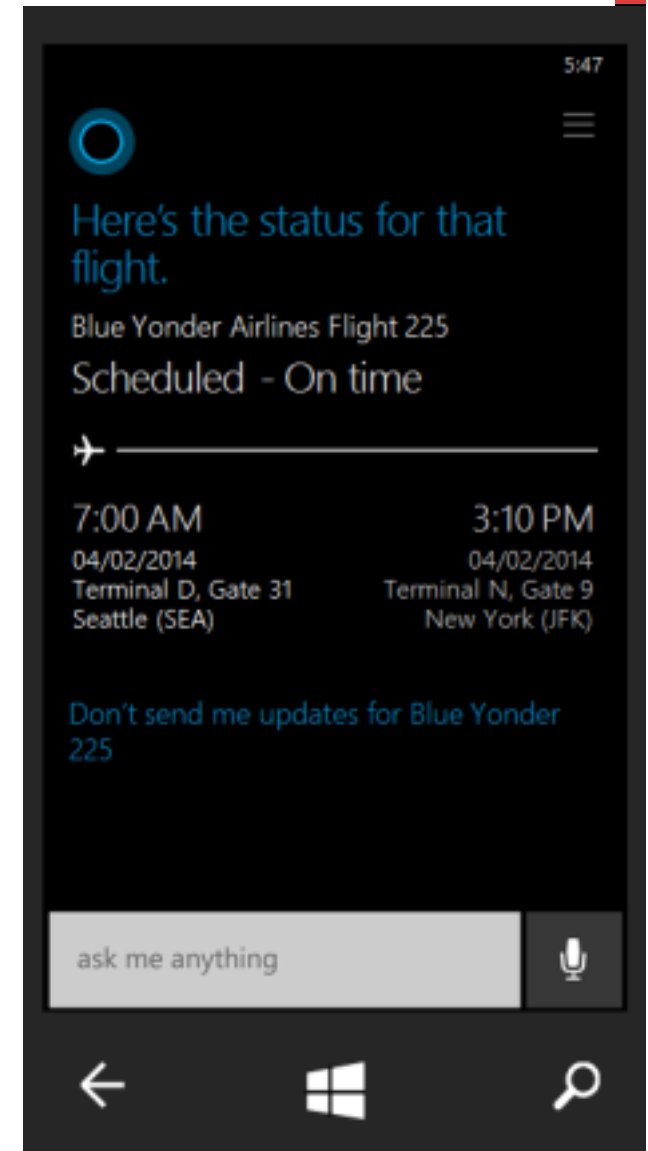 5:47
Here's the status for that
flight.
Blue Yonder Airlines Flight 225
Scheduled - On time
7:00 AM
04/02/2014
Terminal D, Gate 31
Seattle (SEA)
3:10 PM
04/02/2014
Terminal N, Gate 9
New York (JFK)
Don't send me updates for Blue Yonder
225
ask me anything